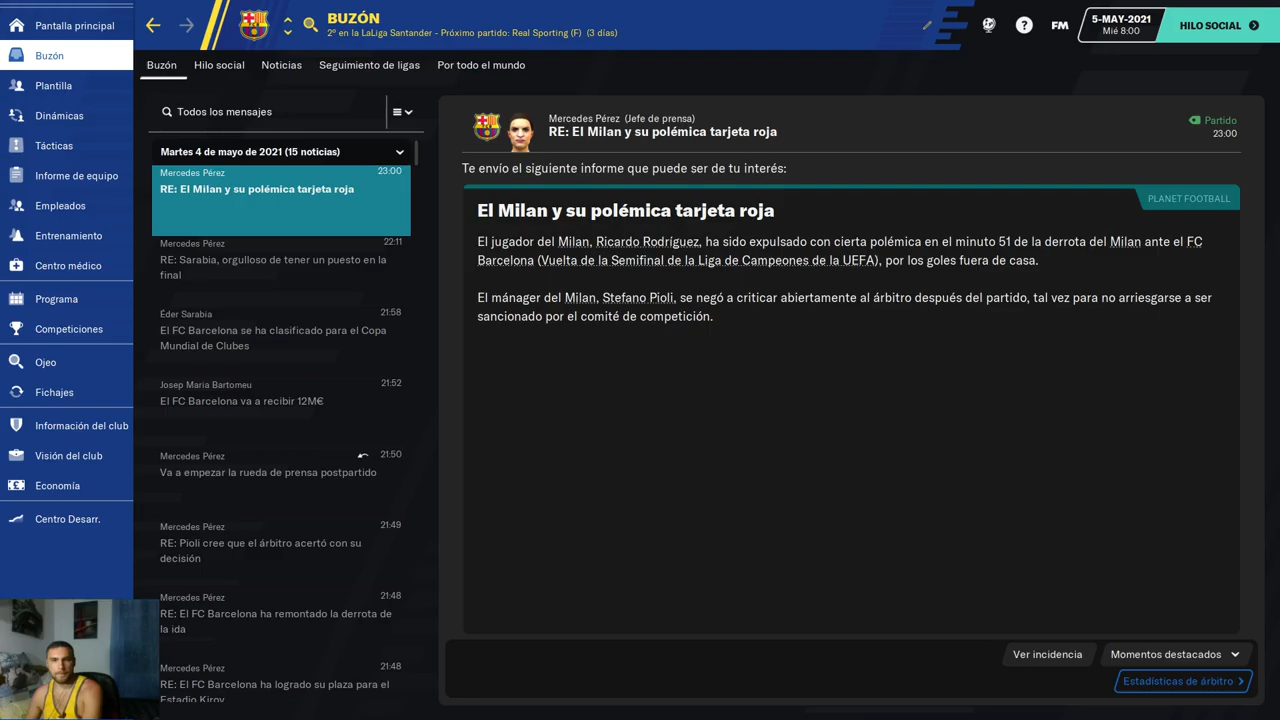 Pantalla principal
Buzón
Plantilla
Dinámicas
Tácticas
Informe de equipo
Empleados
Entrenamiento
Centro médico
Programa
Competiciones
Ojeo
Fichajes
Información del club
Visión del club
Economía
Centro Desarr.
BUZÓN
2º en la LaLiga Santander - Próximo partido: Real Sporting (F) (3 días)
FM
5-MAY-2021
Mié 8:00
HILO SOCIAL
Buzón
Hilo social
Noticias
Seguimiento de ligas
Por todo el mundo
Todos los mensajes
Martes 4 de mayo de 2021 (15 noticias)
Mercedes Pérez 23:00
RE: El Milan y su polémica tarjeta roja
Mercedes Pérez 22:11
RE: Sarabia, orgulloso de tener un puesto en la
final
Éder Sarabia 21:58
El FC Barcelona se ha clasificado para el Copa
Mundial de Clubes
Josep Maria Bartomeu 21:52
El FC Barcelona va a recibir 12M€
Mercedes Pérez 21:50
Va a empezar la rueda de prensa postpartido
Mercedes Pérez 21:49
RE: Pioli cree que el árbitro acertó con su
decisión
Mercedes Pérez 21:48
RE: El FC Barcelona ha remontado la derrota de
la ida
Mercedes Pérez 21:48
RE: El FC Barcelona ha logrado su plaza para el
Estadio Kirov
Mercedes Pérez (Jefe de prensa)
RE: El Milan y su polémica tarjeta roja
Partido
23:00
Te envío el siguiente informe que puede ser de tu interés:
PLANET FOOTBALL
El Milan y su polémica tarjeta roja
El jugador del Milan, Ricardo Rodríguez, ha sido expulsado con cierta polémica en el minuto 51 de la derrota del Milan ante el FC
Barcelona (Vuelta de la Semifinal de la Liga de Campeones de la UEFA), por los goles fuera de casa.
El mánager del Milan, Stefano Pioli, se negó a criticar abiertamente al árbitro después del partido, tal vez para no arriesgarse a ser
sancionado por el comité de competición.
Ver incidencia
Momentos destacados
Estadísticas de árbitro